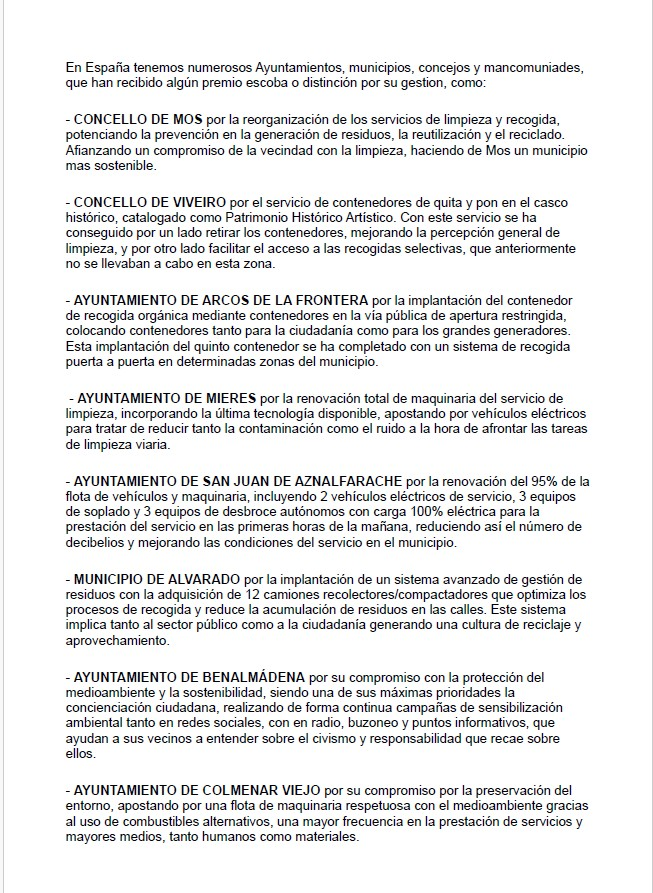 En España tenemos numerosos Ayuntamientos, municipios, concejos y mancomuniades,
que han recibido algún premio escoba o distinción por su gestion, como:
- CONCELLO DE MOS por la reorganización de los servicios de limpieza y recogida,
potenciando la prevención en la generación de residuos, la reutilización y el reciclado.
Afianzando un compromiso de la vecindad con la limpieza, haciendo de Mos un municipio
mas sostenible.
- CONCELLO DE VIVEIRO por el servicio de contenedores de quita y pon en el casco
histórico, catalogado como Patrimonio Histórico Artístico. Con este servicio se ha
conseguido por un lado retirar los contenedores, mejorando la percepción general de
limpieza, y por otro lado facilitar el acceso a las recogidas selectivas, que anteriormente
no se llevaban a cabo en esta zona.
- AYUNTAMIENTO DE ARCOS DE LA FRONTERA por la implantación del contenedor
de recogida orgánica mediante contenedores en la vía pública de apertura restringida,
colocando contenedores tanto para la ciudadanía como para los grandes generadores.
Esta implantación del quinto contenedor se ha completado con un sistema de recogida
puerta a puerta en determinadas zonas del municipio.
- AYUNTAMIENTO DE MIERES por la renovación total de maquinaria del servicio de
limpieza, incorporando la última tecnología disponible, apostando por vehículos eléctricos
para tratar de reducir tanto la contaminación como el ruido a la hora de afrontar las tareas
de limpieza viaria.
- AYUNTAMIENTO DE SAN JUAN DE AZNALFARACHE por la renovación del 95% de la
flota de vehículos y maquinaria, incluyendo 2 vehículos eléctricos de servicio, 3 equipos
de soplado y 3 equipos de desbroce autónomos con carga 100% eléctrica para la
prestación del servicio en las primeras horas de la mañana, reduciendo así el número de
decibelios y mejorando las condiciones del servicio en el municipio.
- MUNICIPIO DE ALVARADO por la implantación de un sistema avanzado de gestión de
residuos con la adquisición de 12 camiones recolectores/compactadores que optimiza los
procesos de recogida y reduce la acumulación de residuos en las calles. Este sistema
implica tanto al sector público como a la ciudadanía generando una cultura de reciclaje y
aprovechamiento.
- AYUNTAMIENTO DE BENALMÁDENA por su compromiso con la protección del
medioambiente y la sostenibilidad, siendo una de sus máximas prioridades la
concienciación ciudadana, realizando de forma continua campañas de sensibilización
ambiental tanto en redes sociales, con en radio, buzoneo y puntos informativos, que
ayudan a sus vecinos a entender sobre el civismo y responsabilidad que recae sobre
ellos.
- AYUNTAMIENTO DE COLMENAR VIEJO por su compromiso por la preservación del
entorno, apostando por una flota de maquinaria respetuosa con el medioambiente gracias
al uso de combustibles alternativos, una mayor frecuencia en la prestación de servicios y
mayores medios, tanto humanos como materiales.